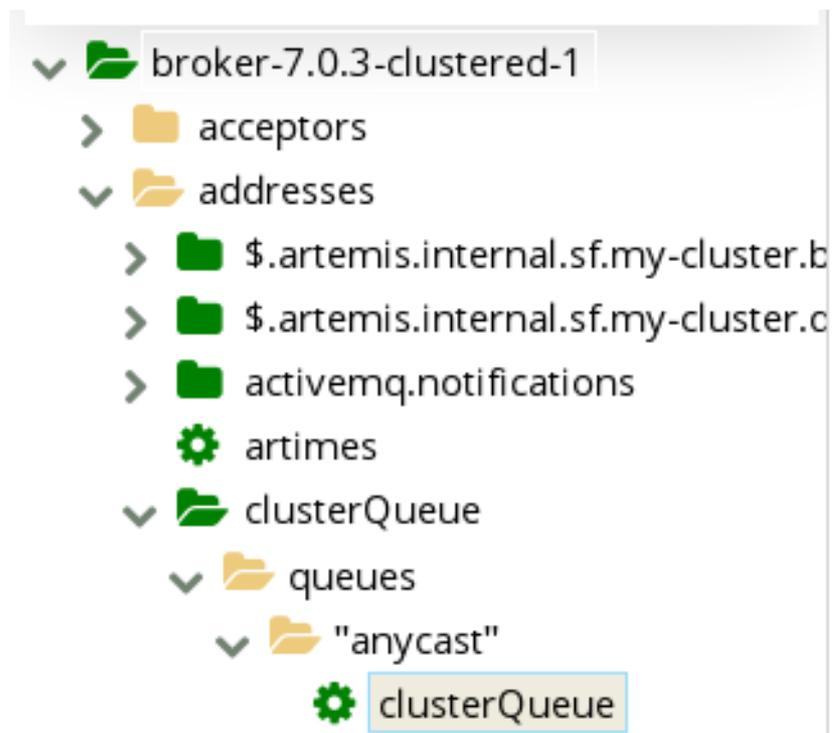 broker-7.0.3-clustered-1
acceptors
addresses
$.artemis.internal.sf.my-cluster.b
$.artemis.internal.sf.my-cluster.c
activemq.notifications
artimes
clusterQueue
queues
"anycast"
clusterQueue